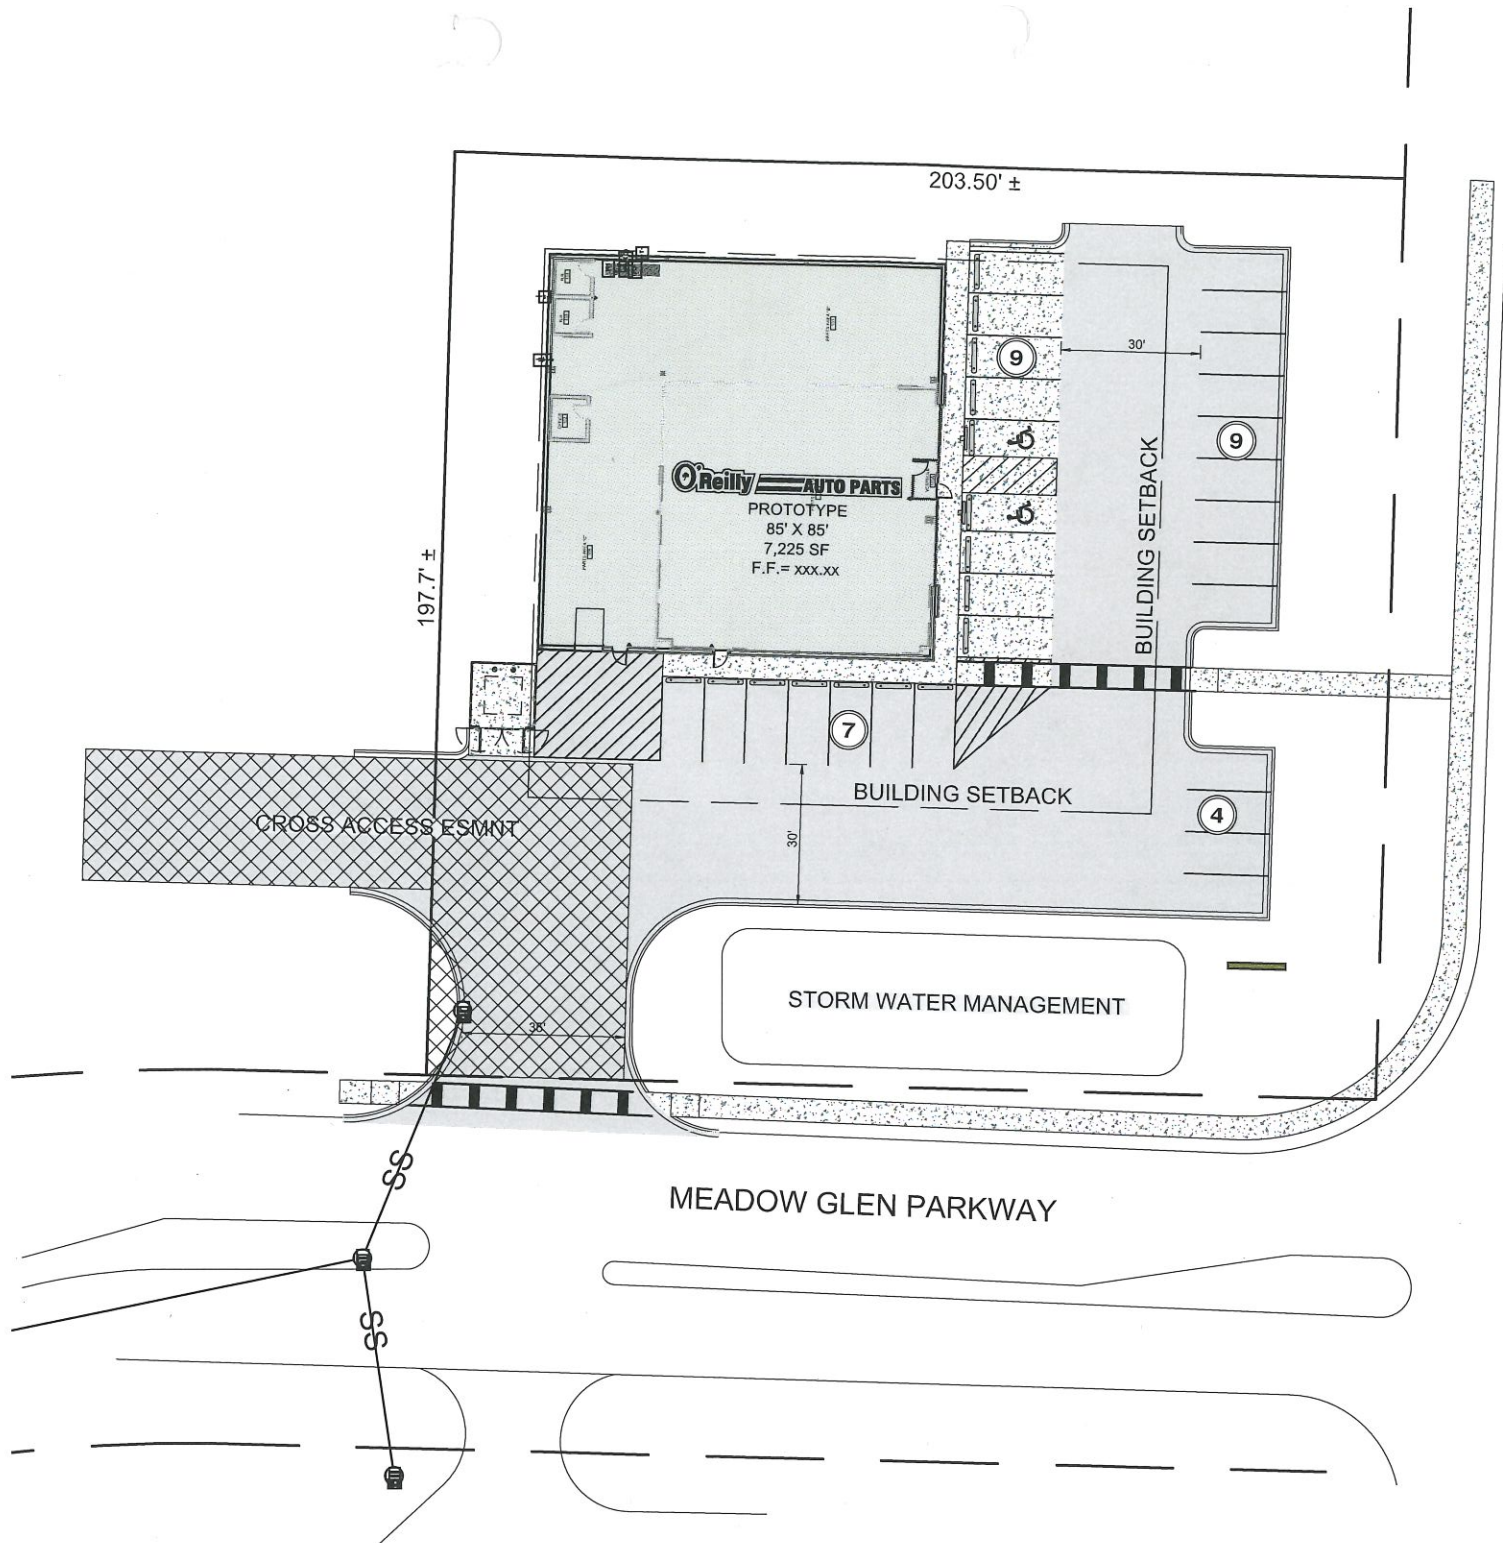 203.50' ±
9
30'
9
BUILDING SETBACK
O'Reilly AUTO PARTS
PROTOTYPE
85' X 85'
7,225 SF
F.F.= xxx.xx
197.7' ±
7
BUILDING SETBACK
4
CROSS ACCESS ESMNT
30'
STORM WATER MANAGEMENT
SS
MEADOW GLEN PARKWAY
SS